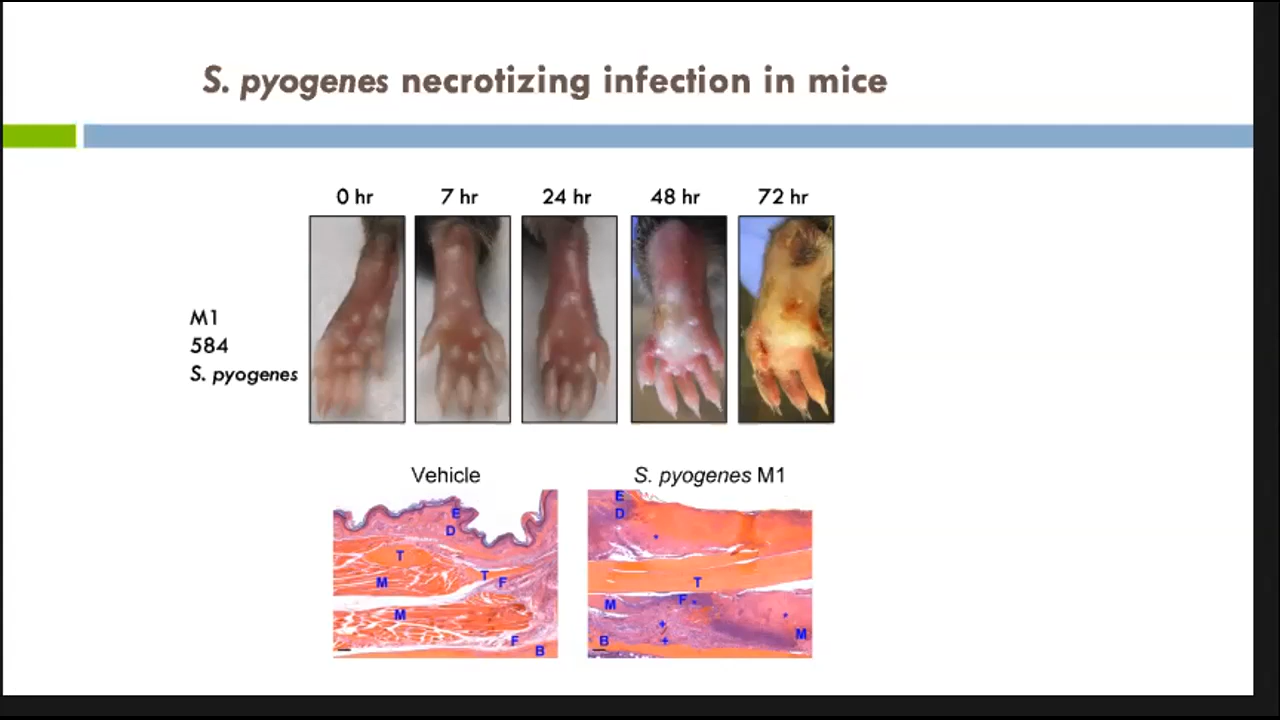 S. pyogenes necrotizing infection in mice
0 hr 7 hr 24 hr 48 hr 72 hr
M1
584
S. pyogenes
Vehicle S. pyogenes M1
E
D
T
M
T F
M
F
B
E
D
*
T
M F *
*
+
M
B +